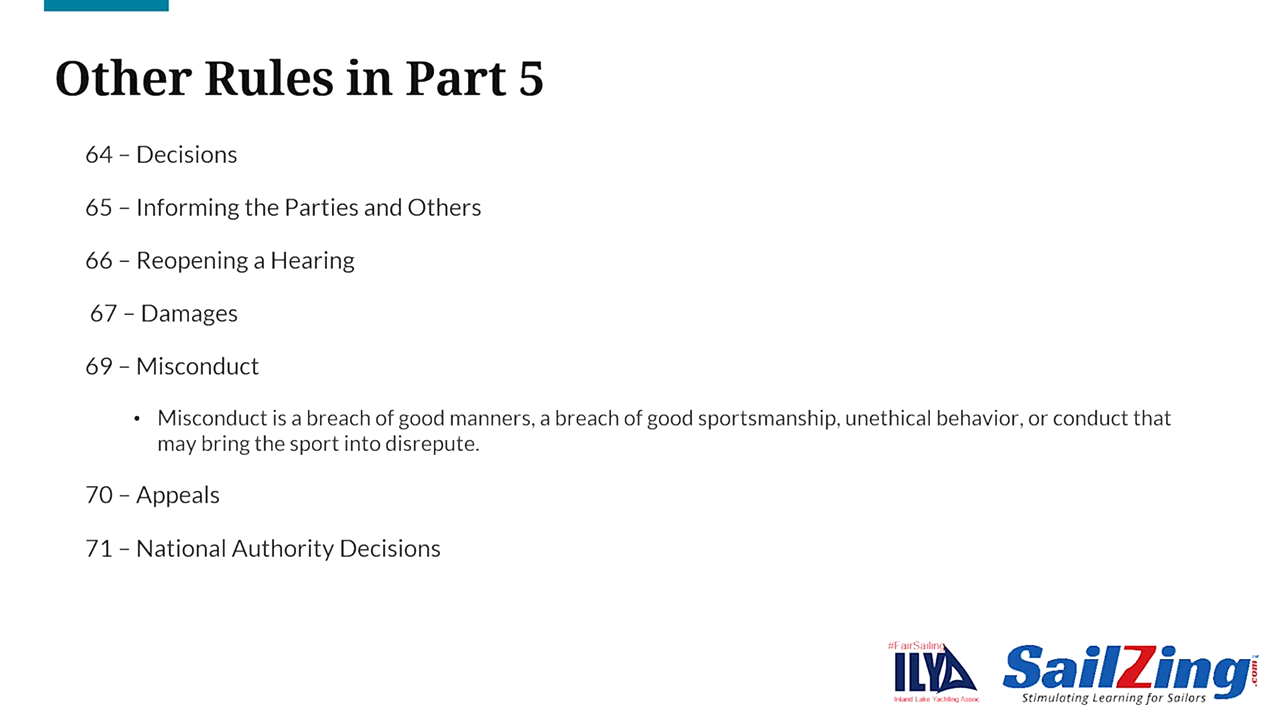 Other Rules in Part 5
64 – Decisions
65 – Informing the Parties and Others
66 – Reopening a Hearing
67 – Damages
69 – Misconduct
• Misconduct is a breach of good manners, a breach of good sportsmanship, unethical behavior, or conduct that
may bring the sport into disrepute.
70 – Appeals
71 – National Authority Decisions
#FairSailing
ILYA
Inland Lake Yachting Assoc.
SailZing.com™
Stimulating Learning for Sailors